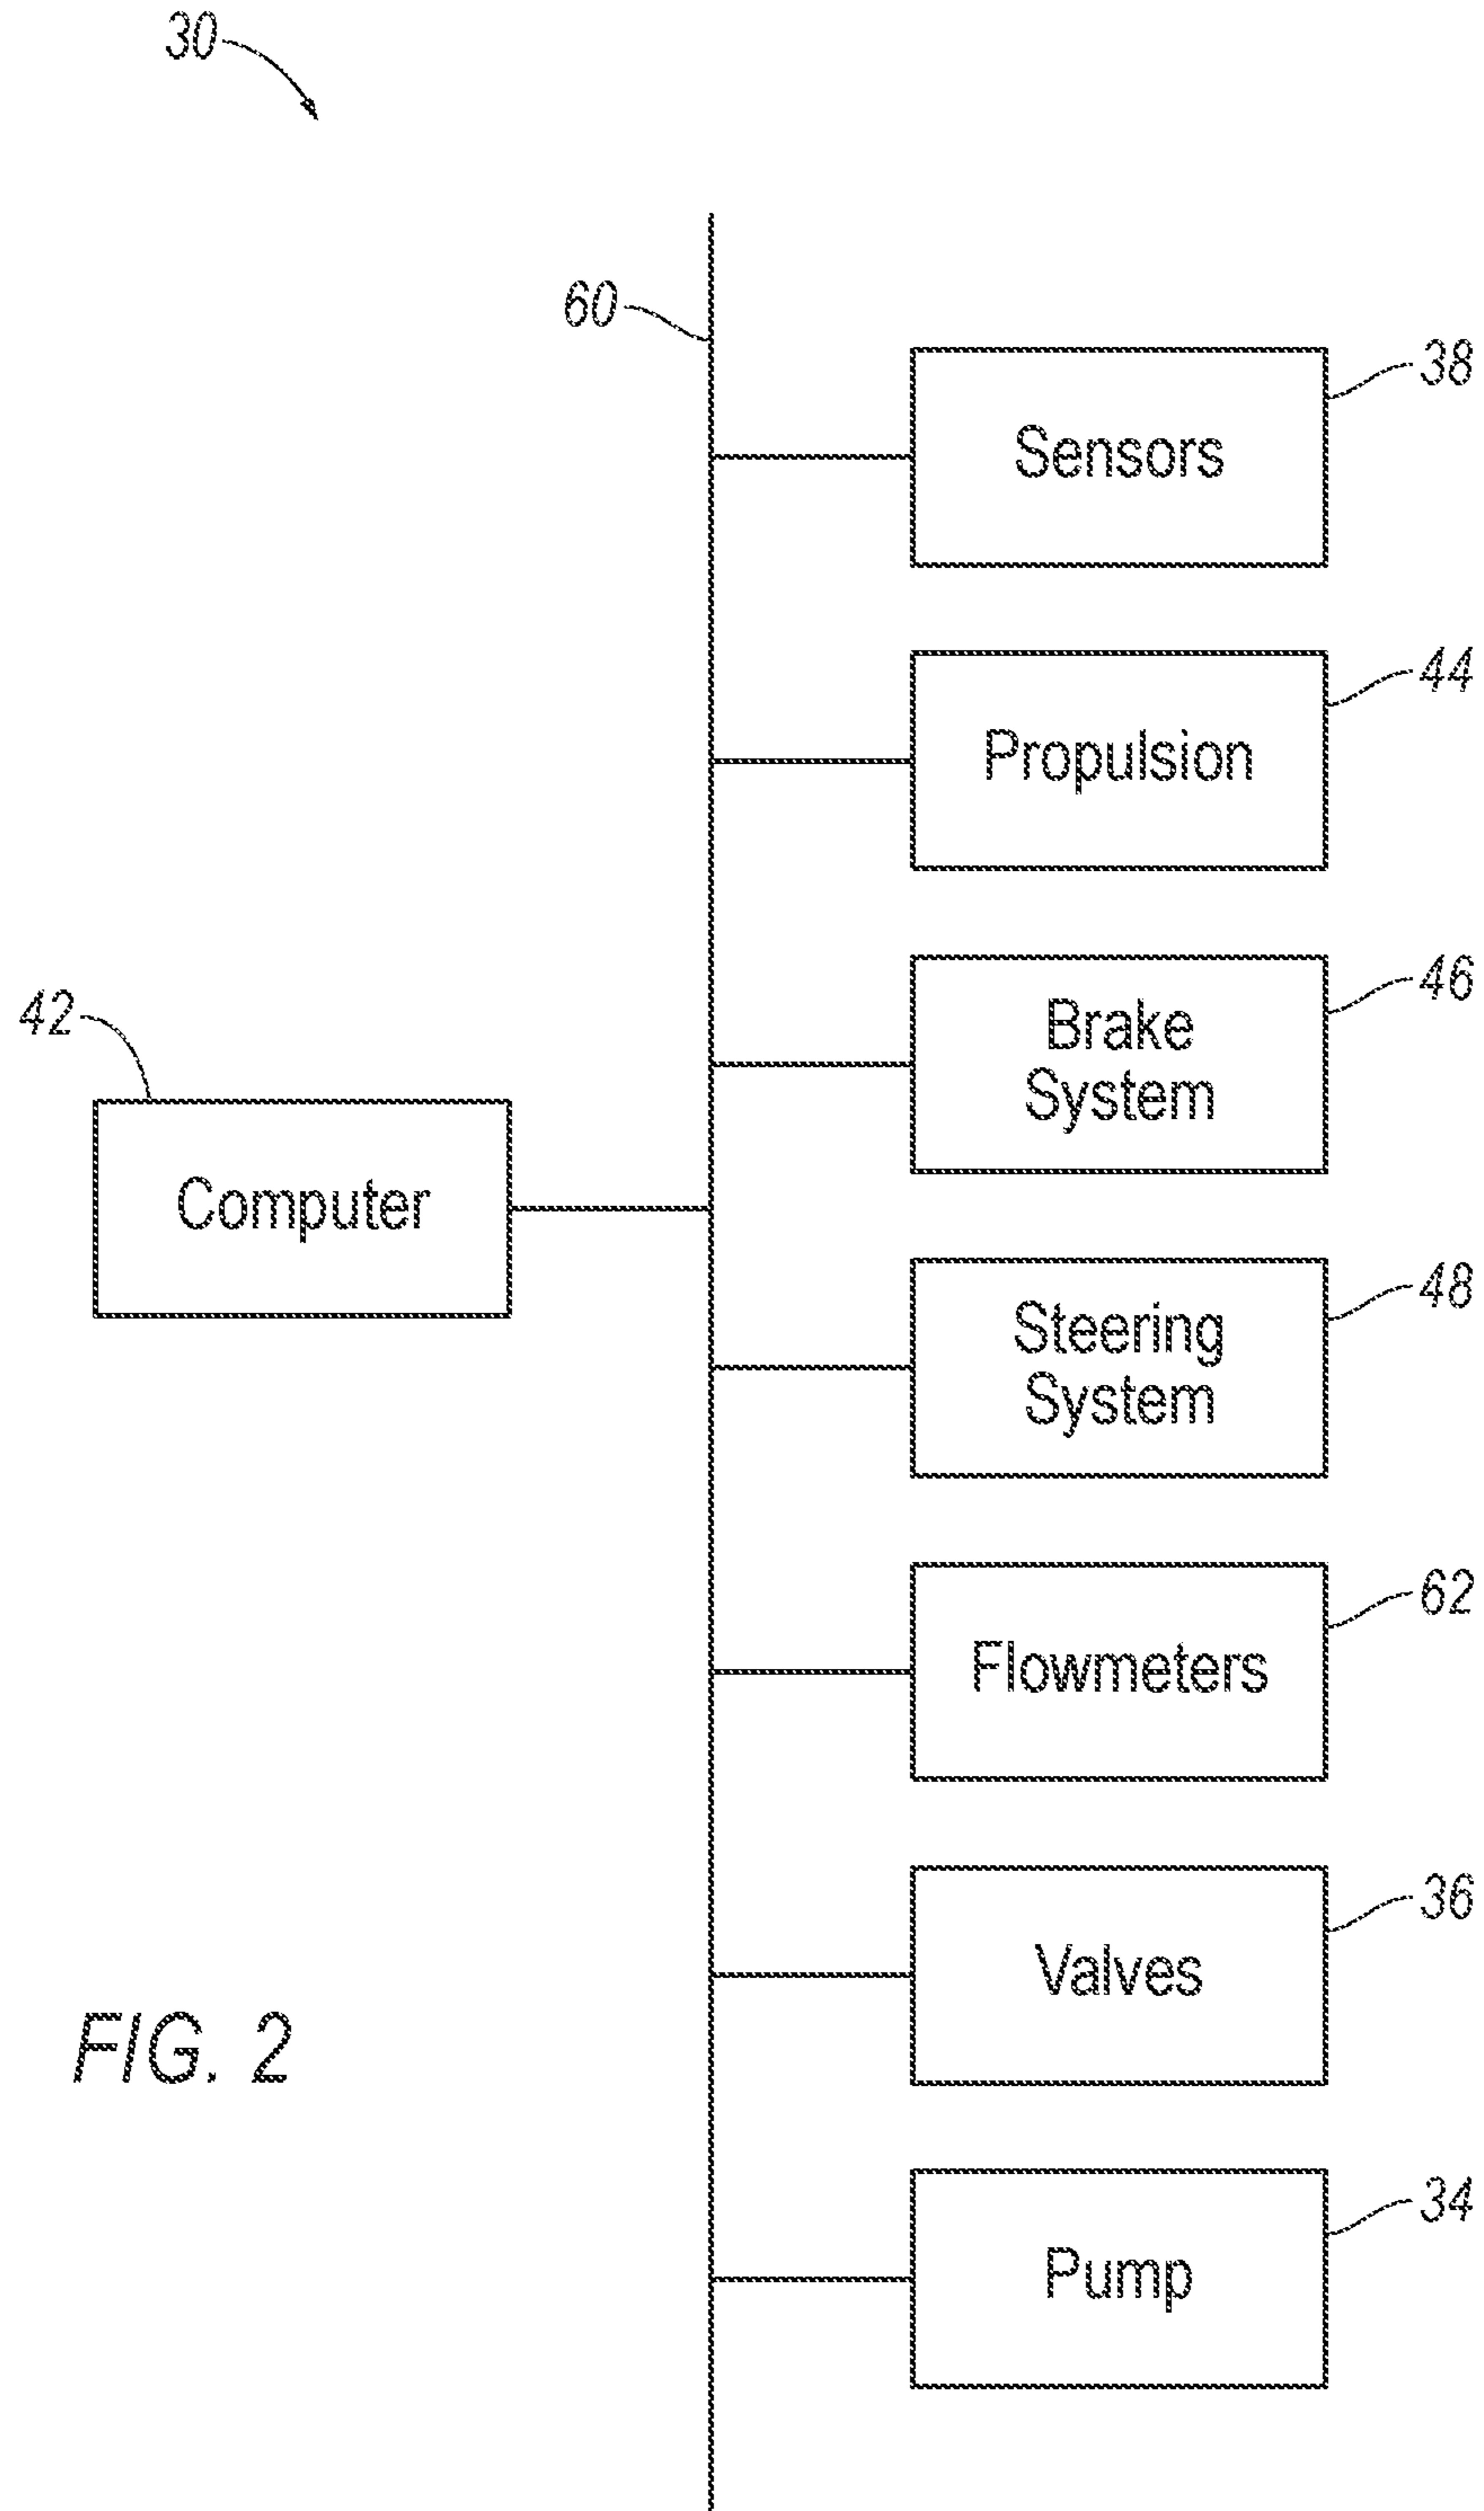 30
60
38
Sensors
44
Propulsion
46
Brake
System
42
Computer
48
Steering
System
62
Flowmeters
36
Valves
FIG. 2
34
Pump